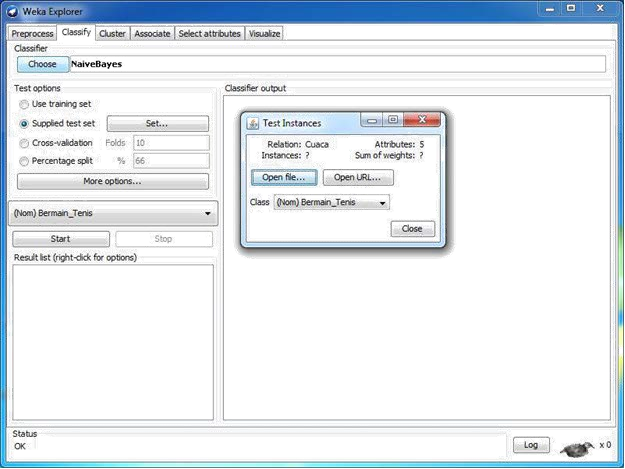 Weka Explorer
Preprocess Classify Cluster Associate Select attributes Visualize
Classifier
Choose NaiveBayes
Test options
Use training set
Supplied test set Set...
Cross-validation Folds 10
Percentage split % 66
More options...
(Nom) Bermain_Tenis
Start Stop
Result list (right-click for options)
Classifier output
Test Instances
Relation: Cuaca Attributes: 5
Instances: ? Sum of weights: ?
Open file... Open URL...
Class (Nom) Bermain_Tenis
Close
Status
OK
Log x 0